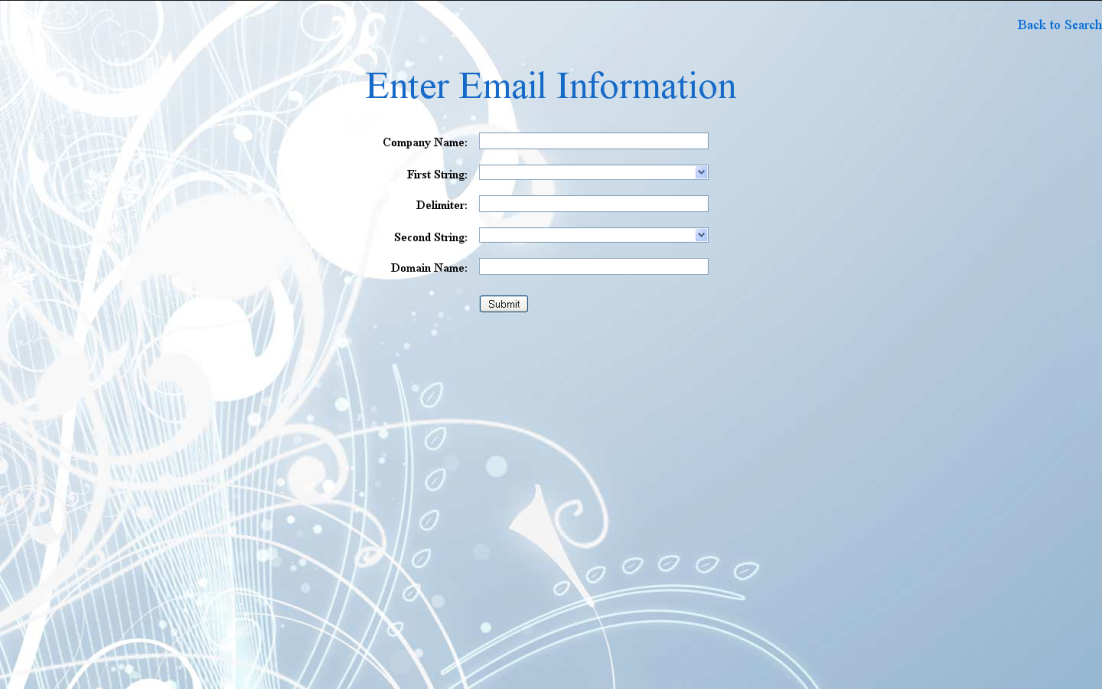 Back to Search
Enter Email Information
Company Name:
First String:
Delimiter:
Second String:
Domain Name:
Submit